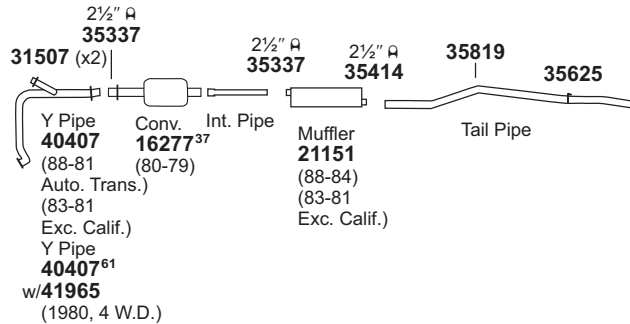 2½″
35337
31507 (x2)
2½″
35337
2½″
35414
35819
35625
Y Pipe
40407
(88-81
Auto. Trans.)
(83-81
Exc. Calif.)
Y Pipe
40407⁶¹
w/41965
(1980, 4 W.D.)
Conv.
16277³⁷
(80-79)
Int. Pipe
Muffler
21151
(88-84)
(83-81
Exc. Calif.)
Tail Pipe